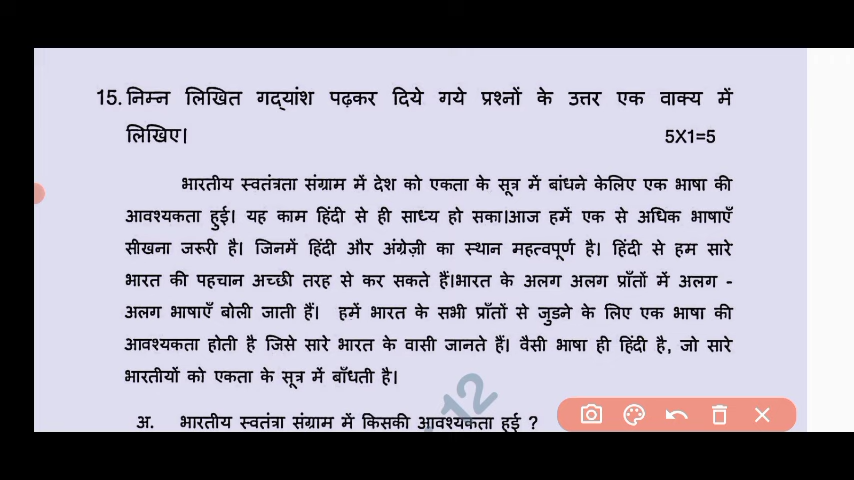 15. निम्न लिखित गद्यांश पढ़कर दिये गये प्रश्नों के उत्तर एक वाक्य में
लिखिए। 5X1=5
भारतीय स्वतंत्रता संग्राम में देश को एकता के सूत्र में बांधने केलिए एक भाषा की
आवश्यकता हुई। यह काम हिंदी से ही साध्य हो सका।आज हमें एक से अधिक भाषाएँ
सीखना जरूरी है। जिनमें हिंदी और अंग्रेज़ी का स्थान महत्वपूर्ण है। हिंदी से हम सारे
भारत की पहचान अच्छी तरह से कर सकते हैं।भारत के अलग अलग प्राँतों में अलग -
अलग भाषाएँ बोली जाती हैं। हमें भारत के सभी प्राँतों से जुडने के लिए एक भाषा की
आवश्यकता होती है जिसे सारे भारत के वासी जानते हैं। वैसी भाषा ही हिंदी है, जो सारे
भारतीयों को एकता के सूत्र में बाँधती है।
12
अ. भारतीय स्वतंत्रा संग्राम में किसकी आवश्यकता हुई ?